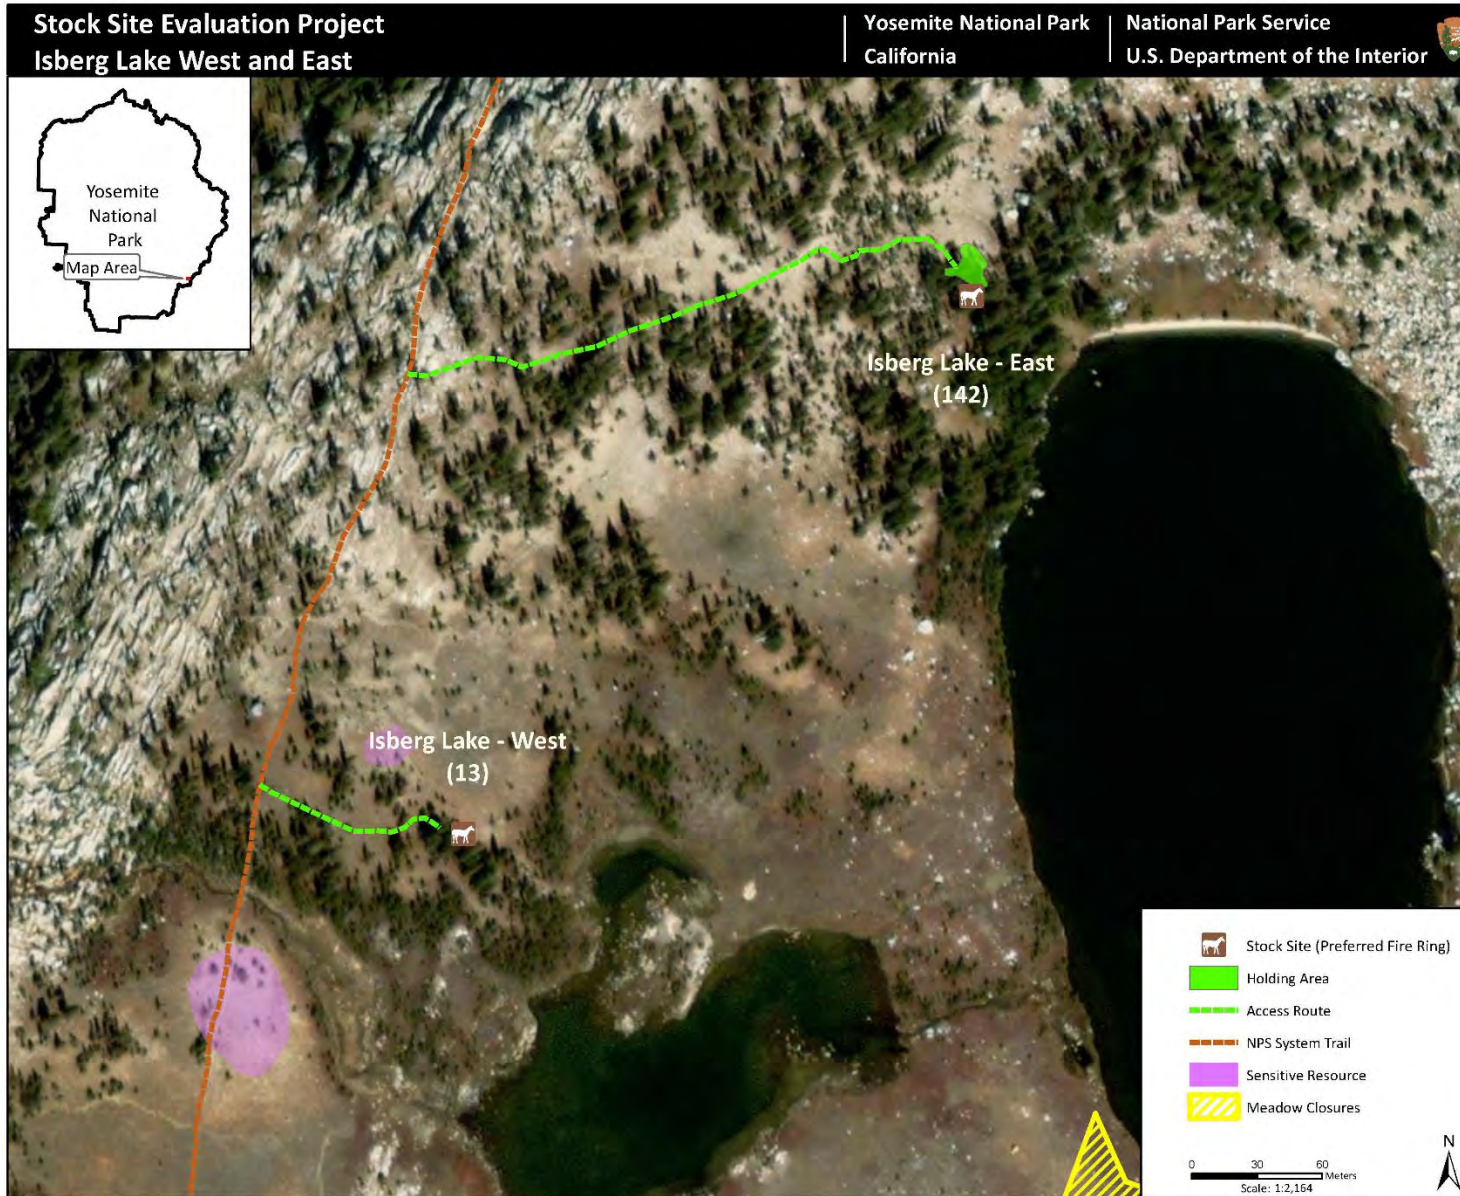 Stock Site Evaluation Project
Isberg Lake West and East
Yosemite National Park
California
National Park Service
U.S. Department of the Interior
Yosemite
National
Park
Map Area
Isberg Lake - East
(142)
Isberg Lake - West
(13)
Stock Site (Preferred Fire Ring)
Holding Area
Access Route
NPS System Trail
Sensitive Resource
Meadow Closures
0 30 60
Meters
Scale: 1:2,164
N